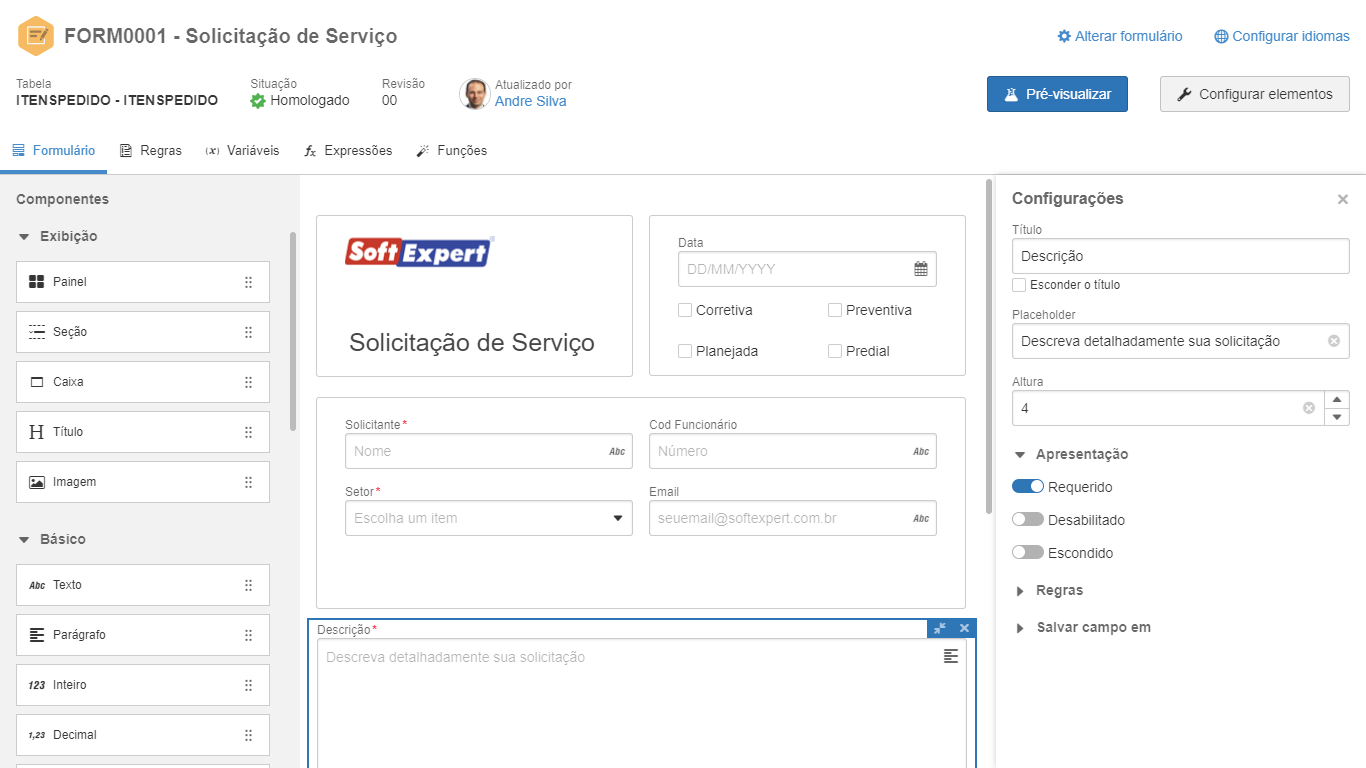 FORM0001 - Solicitação de Serviço
Alterar formulário
Configurar idiomas
Tabela
ITENSPEDIDO - ITENSPEDIDO
Situação
Homologado
Revisão
00
Atualizado por
Andre Silva
Pré-visualizar
Configurar elementos
Formulário
Regras
(x) Variáveis
fx Expressões
Funções
Componentes
Exibição
Painel
Seção
Caixa
H Título
Imagem
Básico
Abc Texto
Parágrafo
123 Inteiro
1,23 Decimal
SoftExpert®
Solicitação de Serviço
Data
DD/MM/YYYY
Corretiva
Preventiva
Planejada
Predial
Solicitante*
Cod Funcionário
Nome Abc
Número Abc
Setor*
Email
Escolha um item
seuemail@softexpert.com.br Abc
Descrição*
Descreva detalhadamente sua solicitação
Configurações
Título
Descrição
Esconder o título
Placeholder
Descreva detalhadamente sua solicitação
Altura
4
Apresentação
Requerido
Desabilitado
Escondido
Regras
Salvar campo em